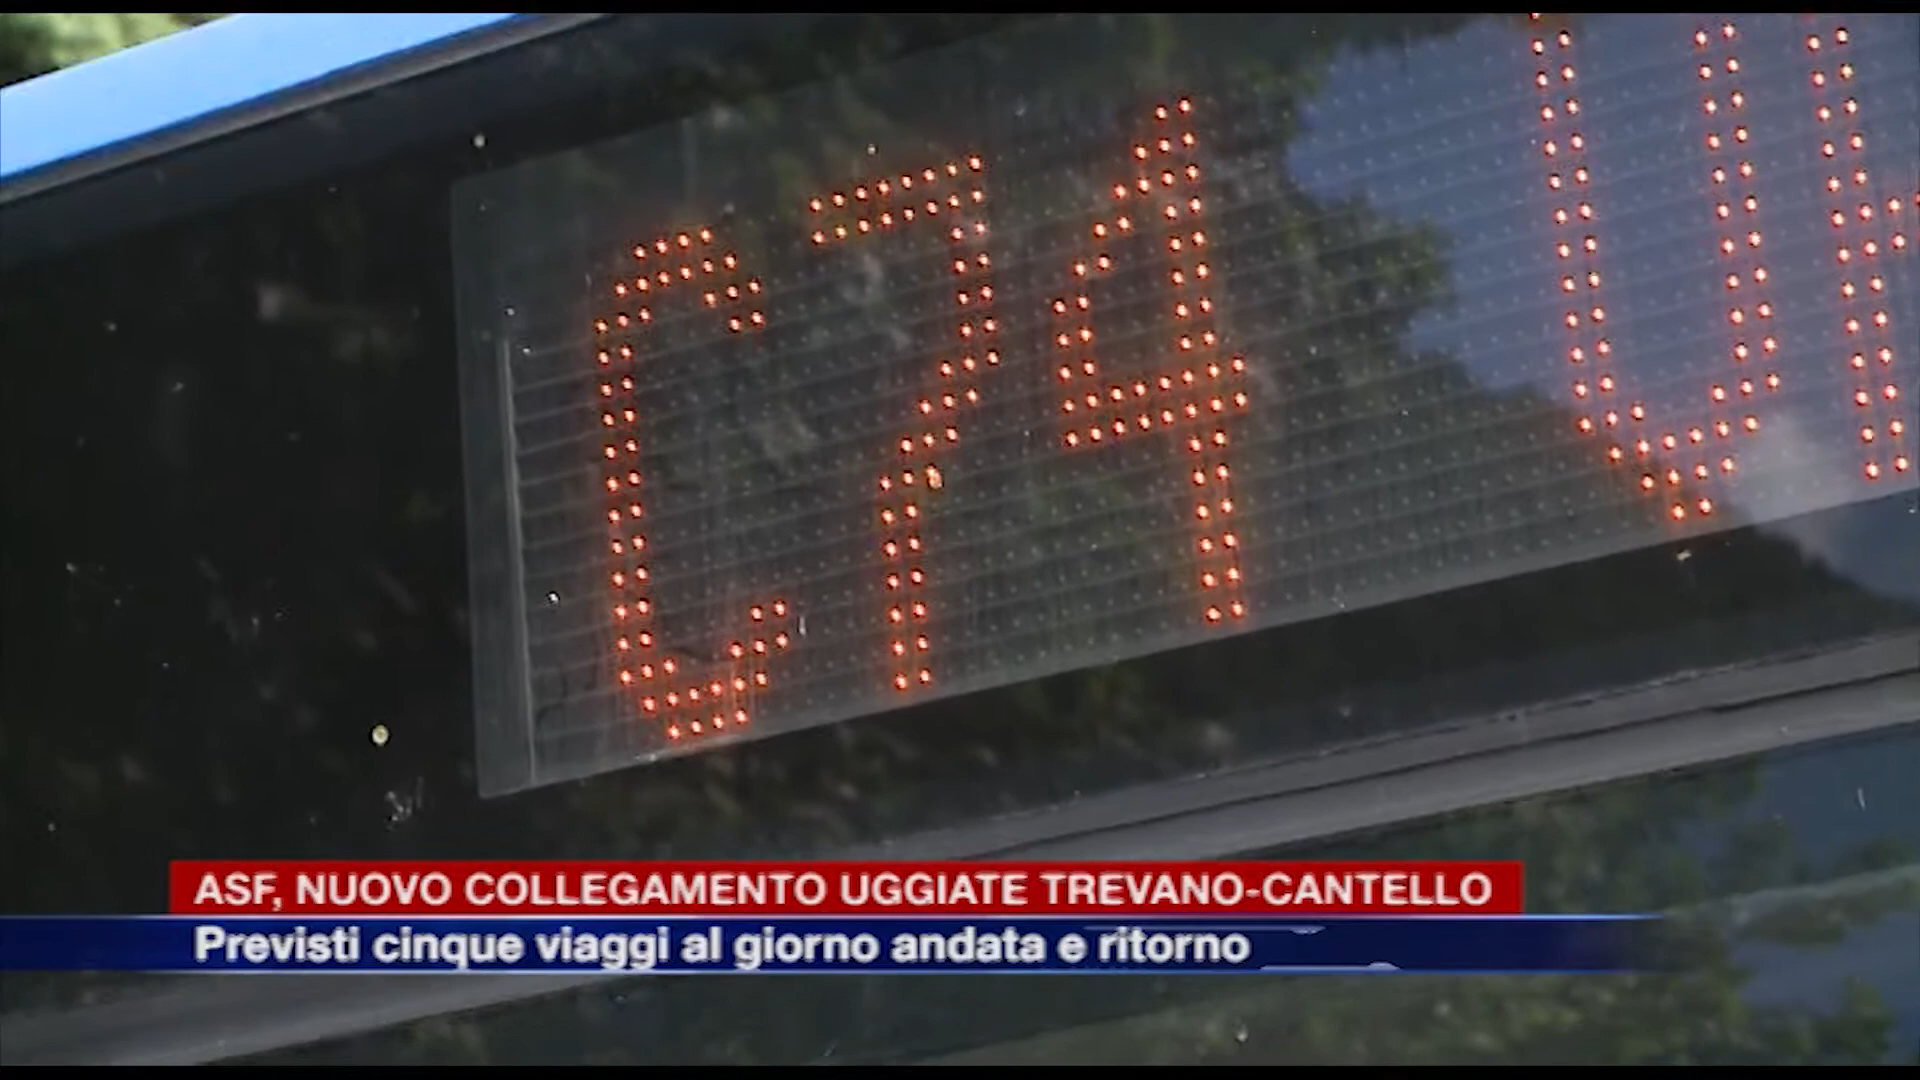 C74
ASF, NUOVO COLLEGAMENTO UGGIATE TREVANO-CANTELLO
Previsti cinque viaggi al giorno andata e ritorno